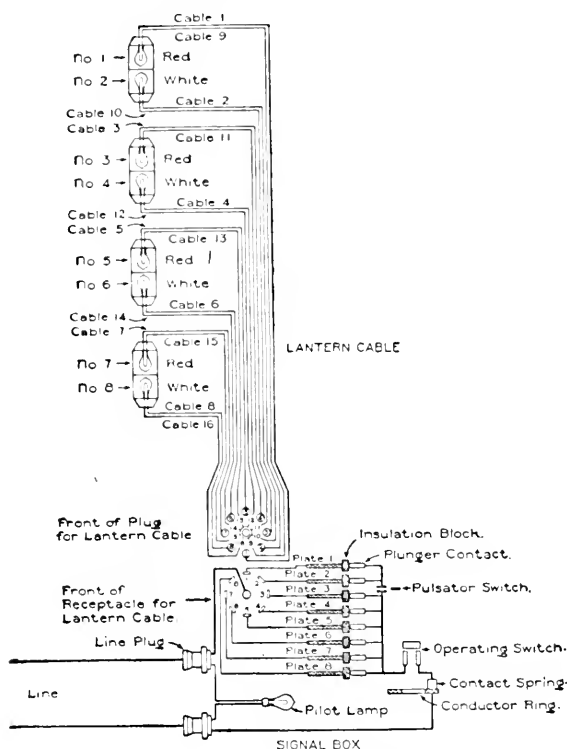 Cable 1
Cable 9
No 1
Red
No 2
White
Cable 10
Cable 2
Cable 3
Cable 11
No 3
Red
No 4
White
Cable 12
Cable 4
Cable 5
Cable 13
No 5
Red
No 6
White
Cable 14
Cable 6
Cable 7
Cable 15
LANTERN CABLE
No 7
Red
No 8
White
Cable 8
Cable 16
Front of Plug
for Lantern Cable
Insulation Block.
Plate 1
Plunger Contact.
Plate 2
Front of
Receptacle for
Lantern Cable.
Plate 3
Pulsator Switch.
Plate 4
Plate 5
Plate 6
Line Plug
Plate 7
Operating Switch.
Plate 8
Contact Spring.
Line
Conductor Ring.
Pilot Lamp
SIGNAL BOX